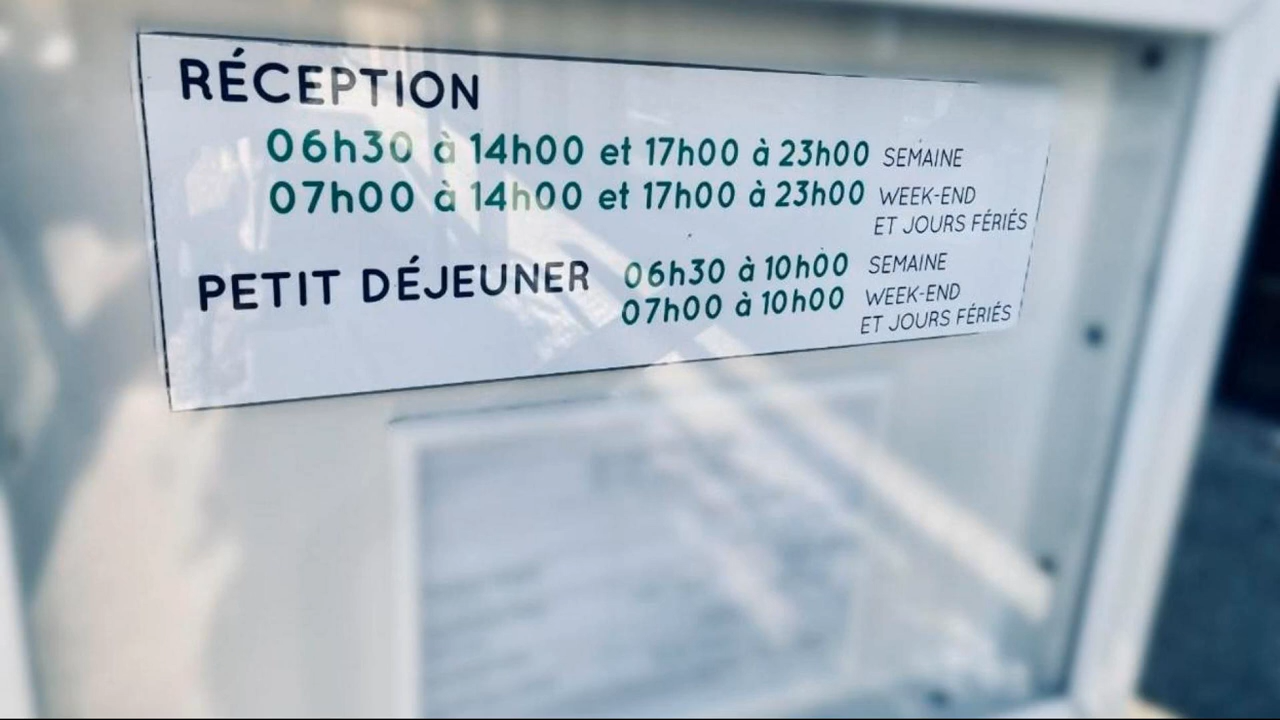 RÉCEPTION
06h30 à 14h00 et 17h00 à 23h00 SEMAINE
07h00 à 14h00 et 17h00 à 23h00 WEEK-END
ET JOURS FÉRIÉS
PETIT DÉJEUNER 06h30 à 10h00 SEMAINE
07h00 à 10h00 WEEK-END
ET JOURS FÉRIÉS